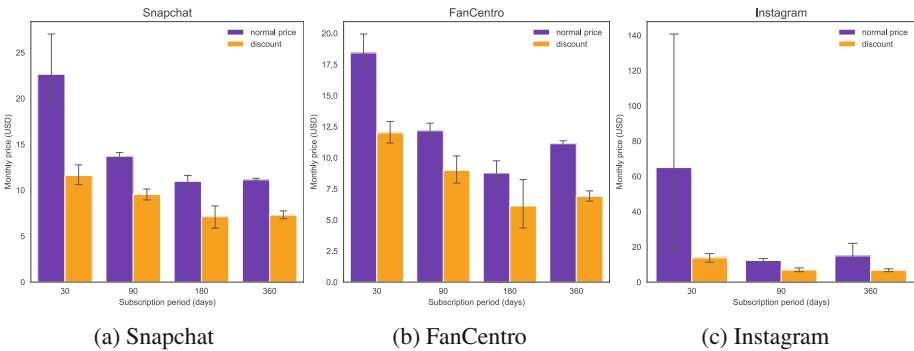 Snapchat
normal price
discount
25
20
15
10
5
0
Monthly price (USD)
30
90
180
360
Subscription period (days)
(a) Snapchat
FanCentro
normal price
discount
20.0
17.5
15.0
12.5
10.0
7.5
5.0
2.5
0.0
Monthly price (USD)
30
90
180
360
Subscription period (days)
(b) FanCentro
Instagram
normal price
discount
140
120
100
80
60
40
20
0
Monthly price (USD)
30
90
360
Subscription period (days)
(c) Instagram